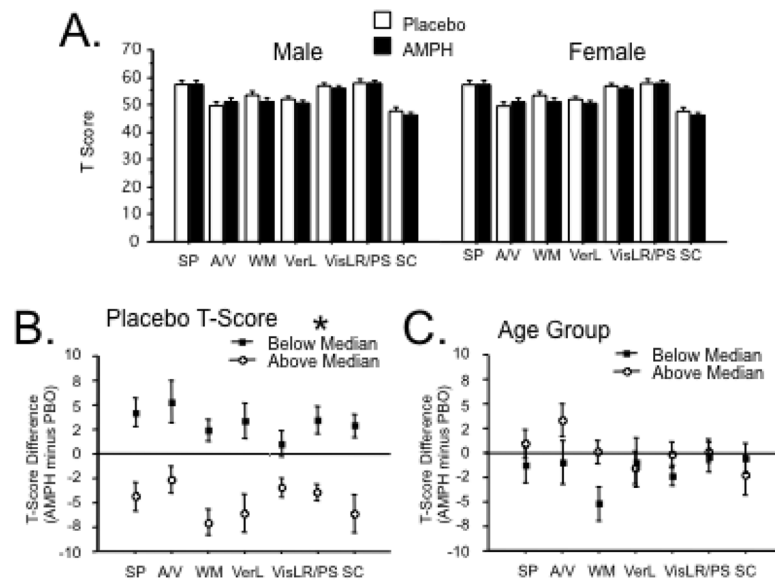 A.
Placebo
AMPH
Male
Female
T Score
70
60
50
40
30
20
10
0
SP A/V WM VerL VisLR/PS SC
SP A/V WM VerL VisLR/PS SC
B.
Placebo T-Score *
Below Median
Above Median
T-Score Difference
(AMPH minus PBO)
10
8
5
2
0
-2
-5
-8
-10
SP A/V WM VerL VisLR/PS SC
C.
Age Group
Below Median
Above Median
T-Score Difference
(AMPH minus PBO)
10
8
5
2
0
-2
-5
-8
-10
SP A/V WM VerL VisLR/PS SC